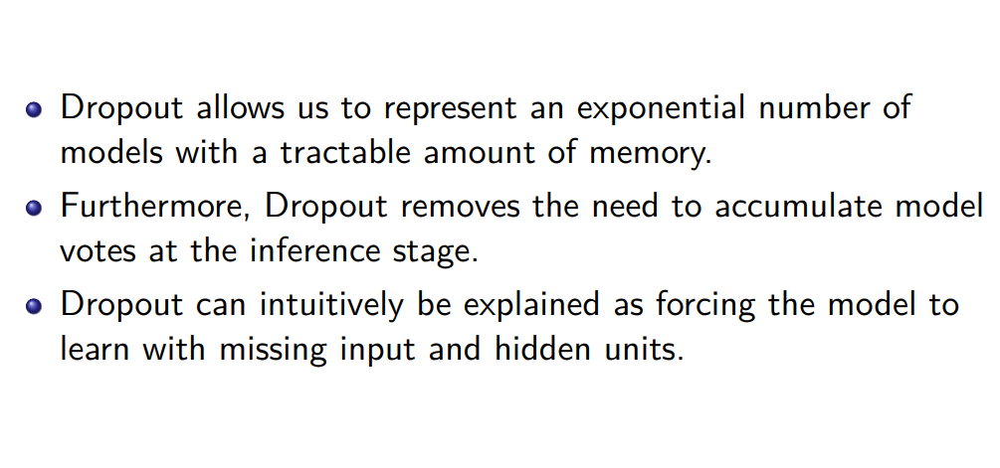 Dropout allows us to represent an exponential number of
models with a tractable amount of memory.
Furthermore, Dropout removes the need to accumulate model
votes at the inference stage.
Dropout can intuitively be explained as forcing the model to
learn with missing input and hidden units.